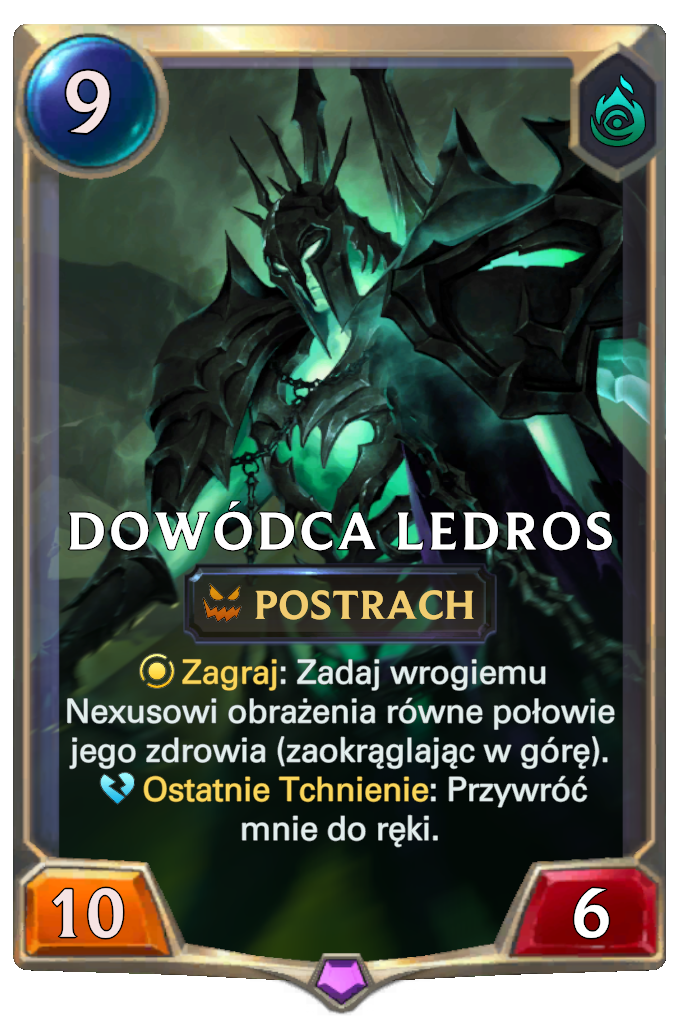 9
DOWÓDCA LEDROS
POSTRACH
Zagraj: Zadaj wrogiemu
Nexusowi obrażenia równe połowie
jego zdrowia (zaokrąglając w górę).
Ostatnie Tchnienie: Przywróć
mnie do ręki.
10
6